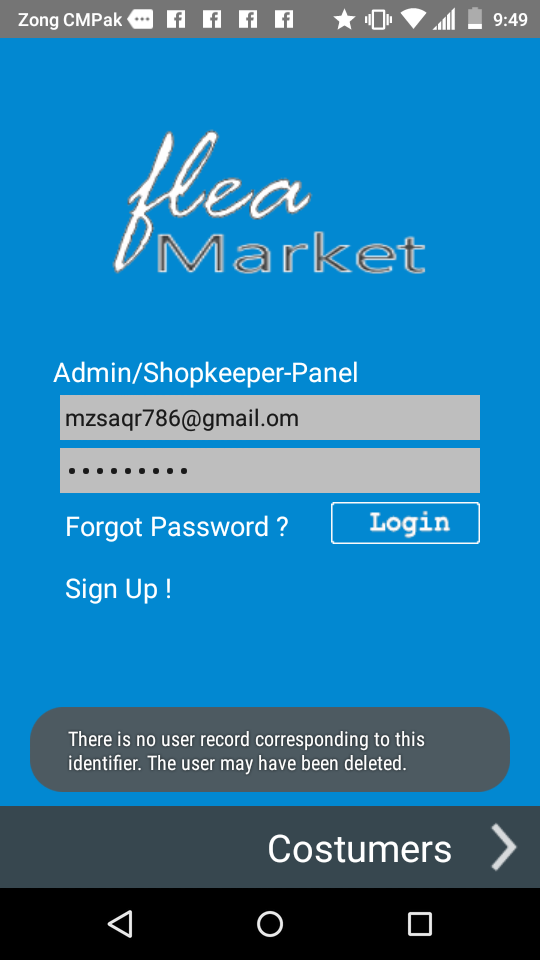 Zong CMPak 9:49
flea
Market
Admin/Shopkeeper-Panel
mzsaqr786@gmail.om
Forgot Password ?
Login
Sign Up !
There is no user record corresponding to this
identifier. The user may have been deleted.
Costumers